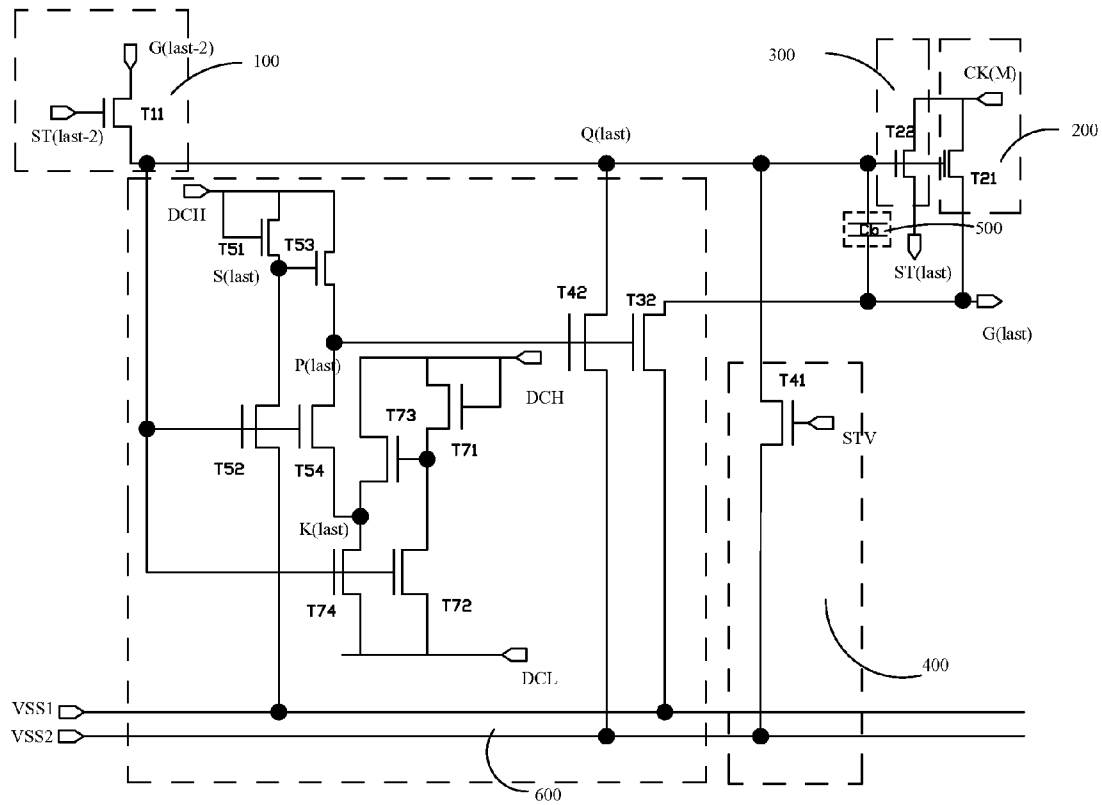 G(last-2)
100
300
CK(M)
T11
ST(last-2)
Q(last)
T22
200
T21
DCH
T51
T53
Cb
500
S(last)
ST(last)
T42
T32
G(last)
P(last)
DCH
T41
T73
STV
T52
T54
T71
K(last)
T74
T72
DCL
400
VSS1
VSS2
600